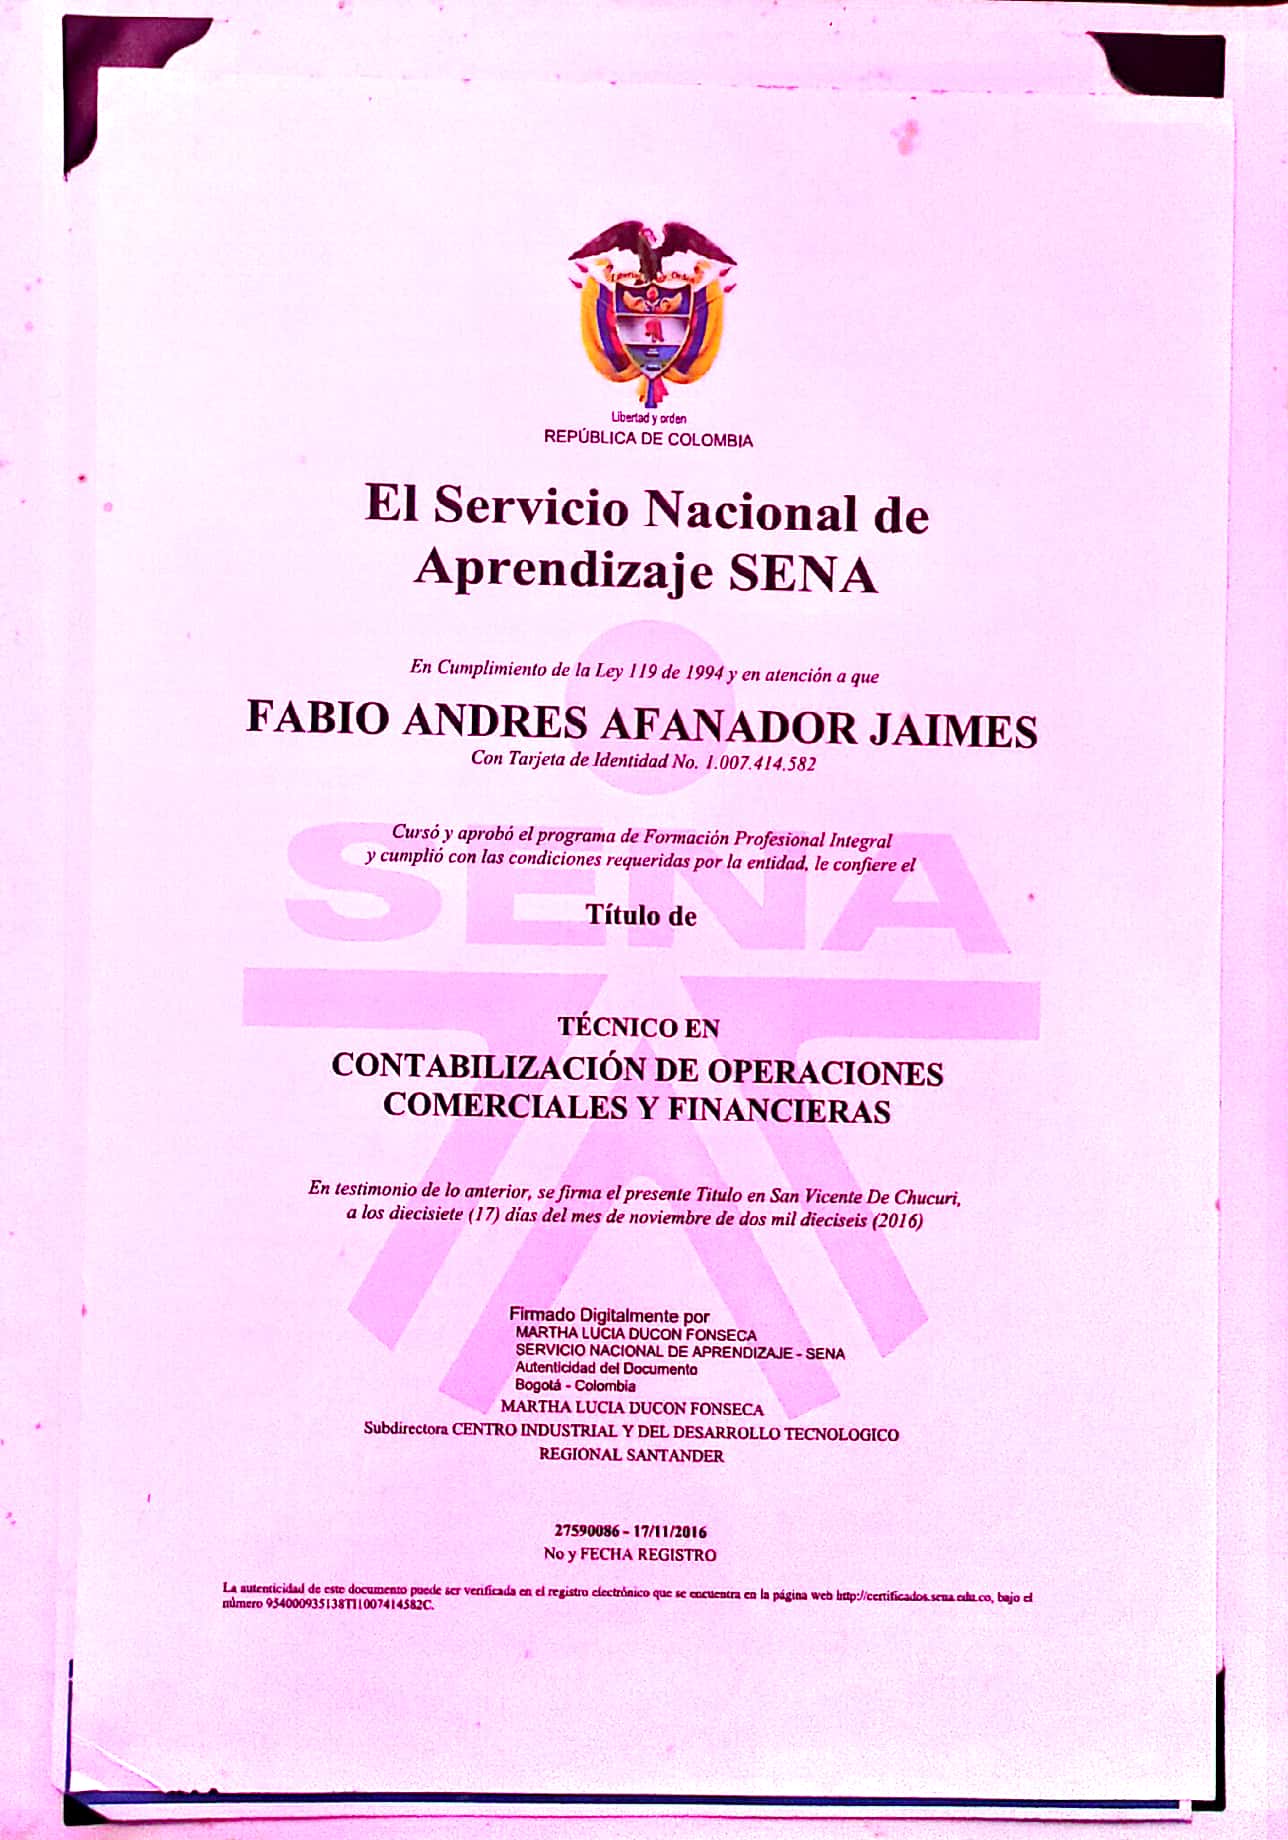 Libertad y Orden
Libertad y orden
REPÚBLICA DE COLOMBIA
El Servicio Nacional de
Aprendizaje SENA
En Cumplimiento de la Ley 119 de 1994 y en atención a que
FABIO ANDRES AFANADOR JAIMES
Con Tarjeta de Identidad No. 1.007.414.582
Cursó y aprobó el programa de Formación Profesional Integral
y cumplió con las condiciones requeridas por la entidad, le confiere el
SENA
Título de
TÉCNICO EN
CONTABILIZACIÓN DE OPERACIONES
COMERCIALES Y FINANCIERAS
En testimonio de lo anterior, se firma el presente Titulo en San Vicente De Chucuri,
a los diecisiete (17) días del mes de noviembre de dos mil dieciseis (2016)
Firmado Digitalmente por
MARTHA LUCIA DUCON FONSECA
SERVICIO NACIONAL DE APRENDIZAJE - SENA
Autenticidad del Documento
Bogotá - Colombia
MARTHA LUCIA DUCON FONSECA
Subdirectora CENTRO INDUSTRIAL Y DEL DESARROLLO TECNOLOGICO
REGIONAL SANTANDER
27590086 - 17/11/2016
No y FECHA REGISTRO
La autenticidad de este documento puede ser verificada en el registro electrónico que se encuentra en la página web http://certificados.sena.edu.co, bajo el
número 954000935138TI1007414582C.